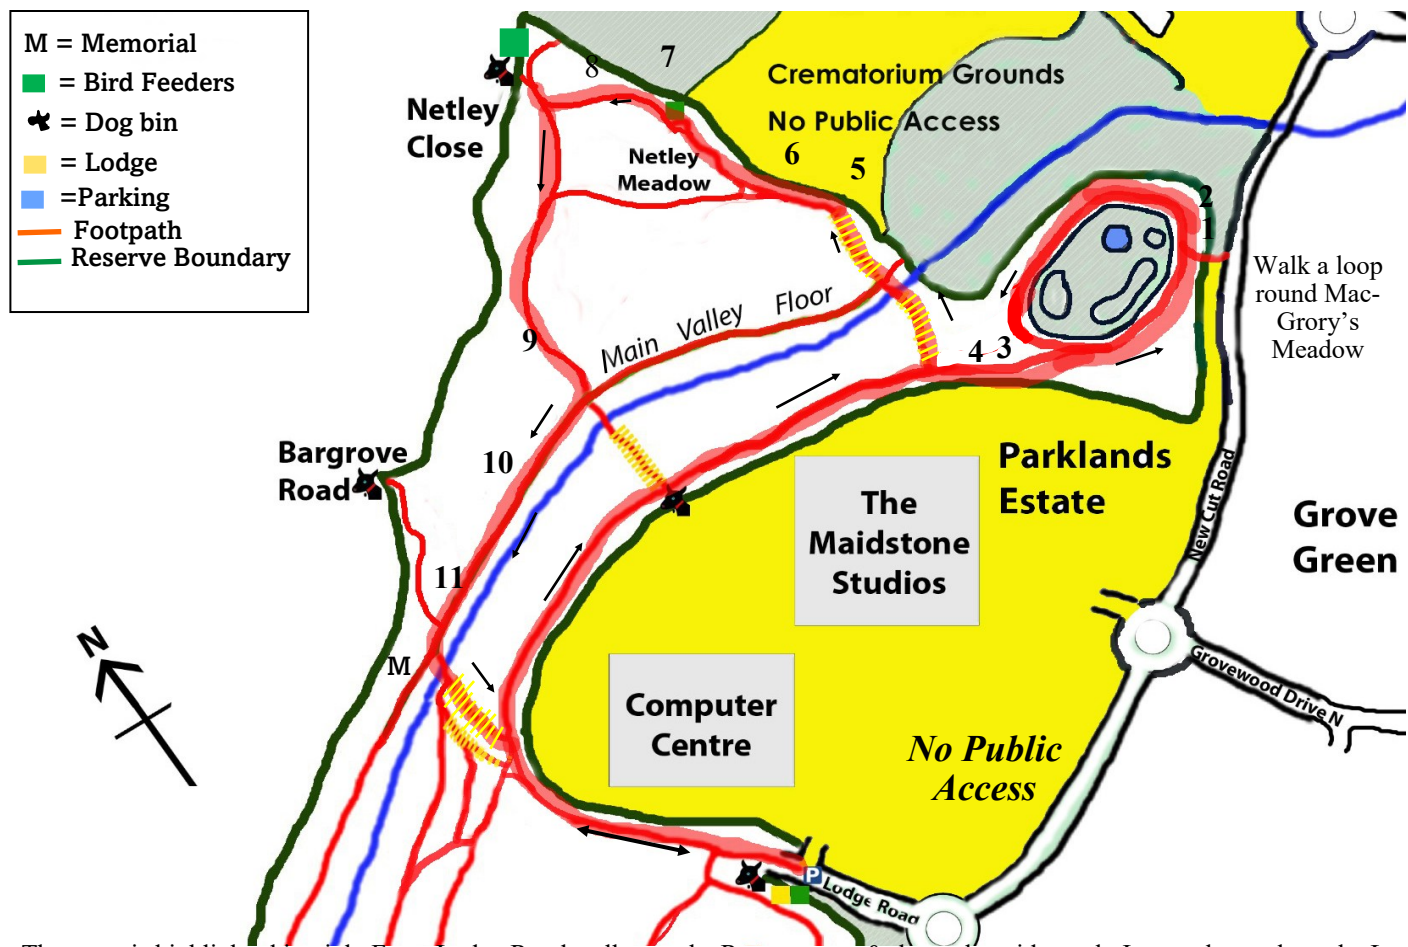 M = Memorial
= Bird Feeders
= Dog bin
= Lodge
=Parking
Footpath
Reserve Boundary
Netley
Close
8
7
Crematorium Grounds
No Public Access
6
5
Netley
Meadow
2
1
Walk a loop
round Mac-
Grory's
Meadow
Main Valley Floor
9
4
3
10
Bargrove
Road
11
M
N
The
Maidstone
Studios
Parklands
Estate
New Cut Road
Grove
Green
Grovewood Drive N
Computer
Centre
No Public
Access
P
Lodge Road